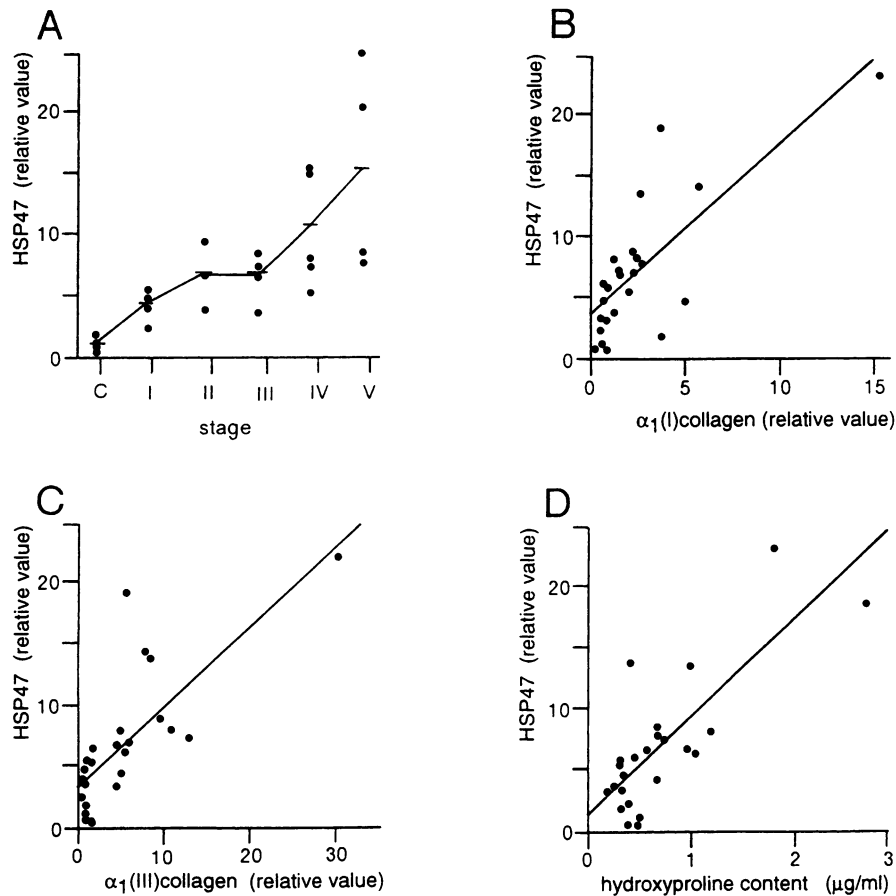 A
HSP47 (relative value)
20
10
0
C I II III IV V
stage
B
HSP47 (relative value)
20
10
0
0 5 10 15
α1(I)collagen (relative value)
C
HSP47 (relative value)
20
10
0
0 10 20 30
α1(III)collagen (relative value)
D
HSP47 (relative value)
20
10
0
0 1 2 3
hydroxyproline content (µg/ml)